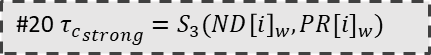 #20 τ_{c_{strong}} = S_3(ND[i]_w, PR[i]_w)